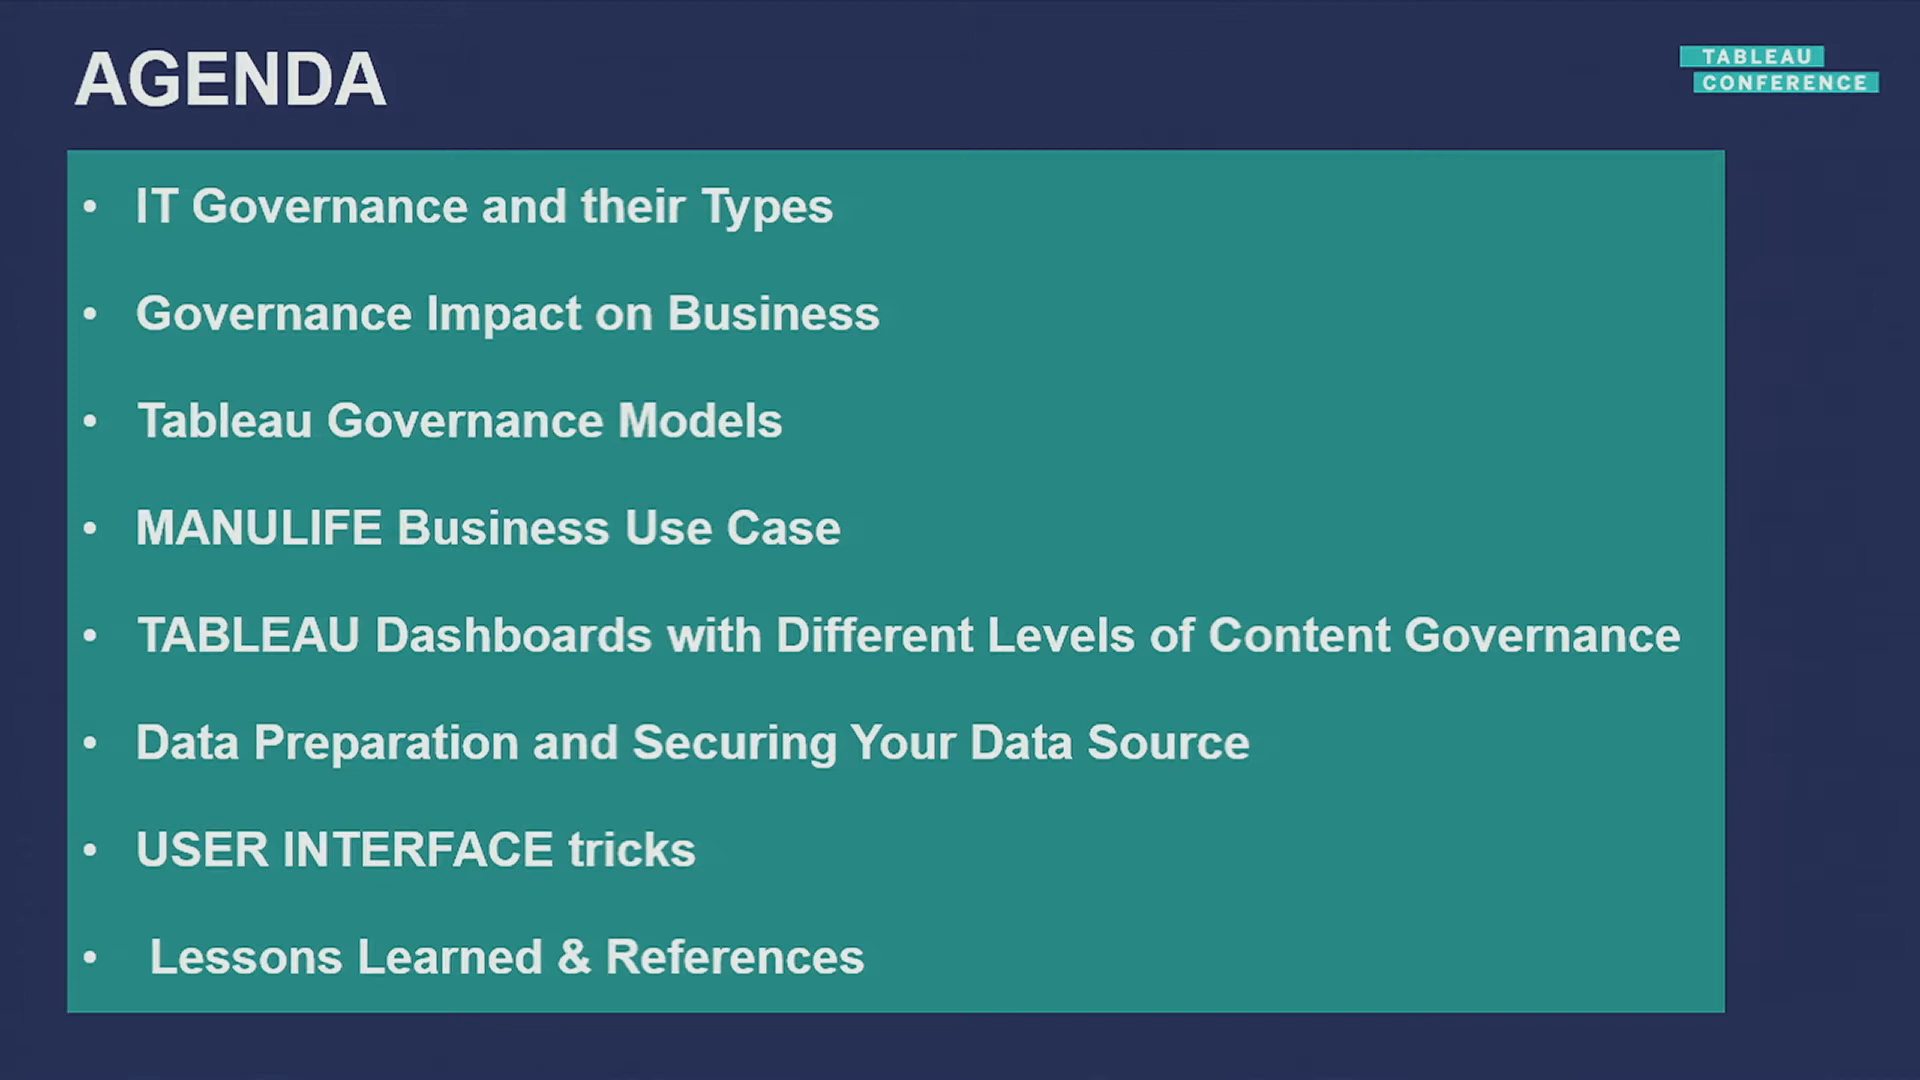 AGENDA
TABLEAU
CONFERENCE
• IT Governance and their Types
• Governance Impact on Business
• Tableau Governance Models
• MANULIFE Business Use Case
• TABLEAU Dashboards with Different Levels of Content Governance
• Data Preparation and Securing Your Data Source
• USER INTERFACE tricks
• Lessons Learned & References